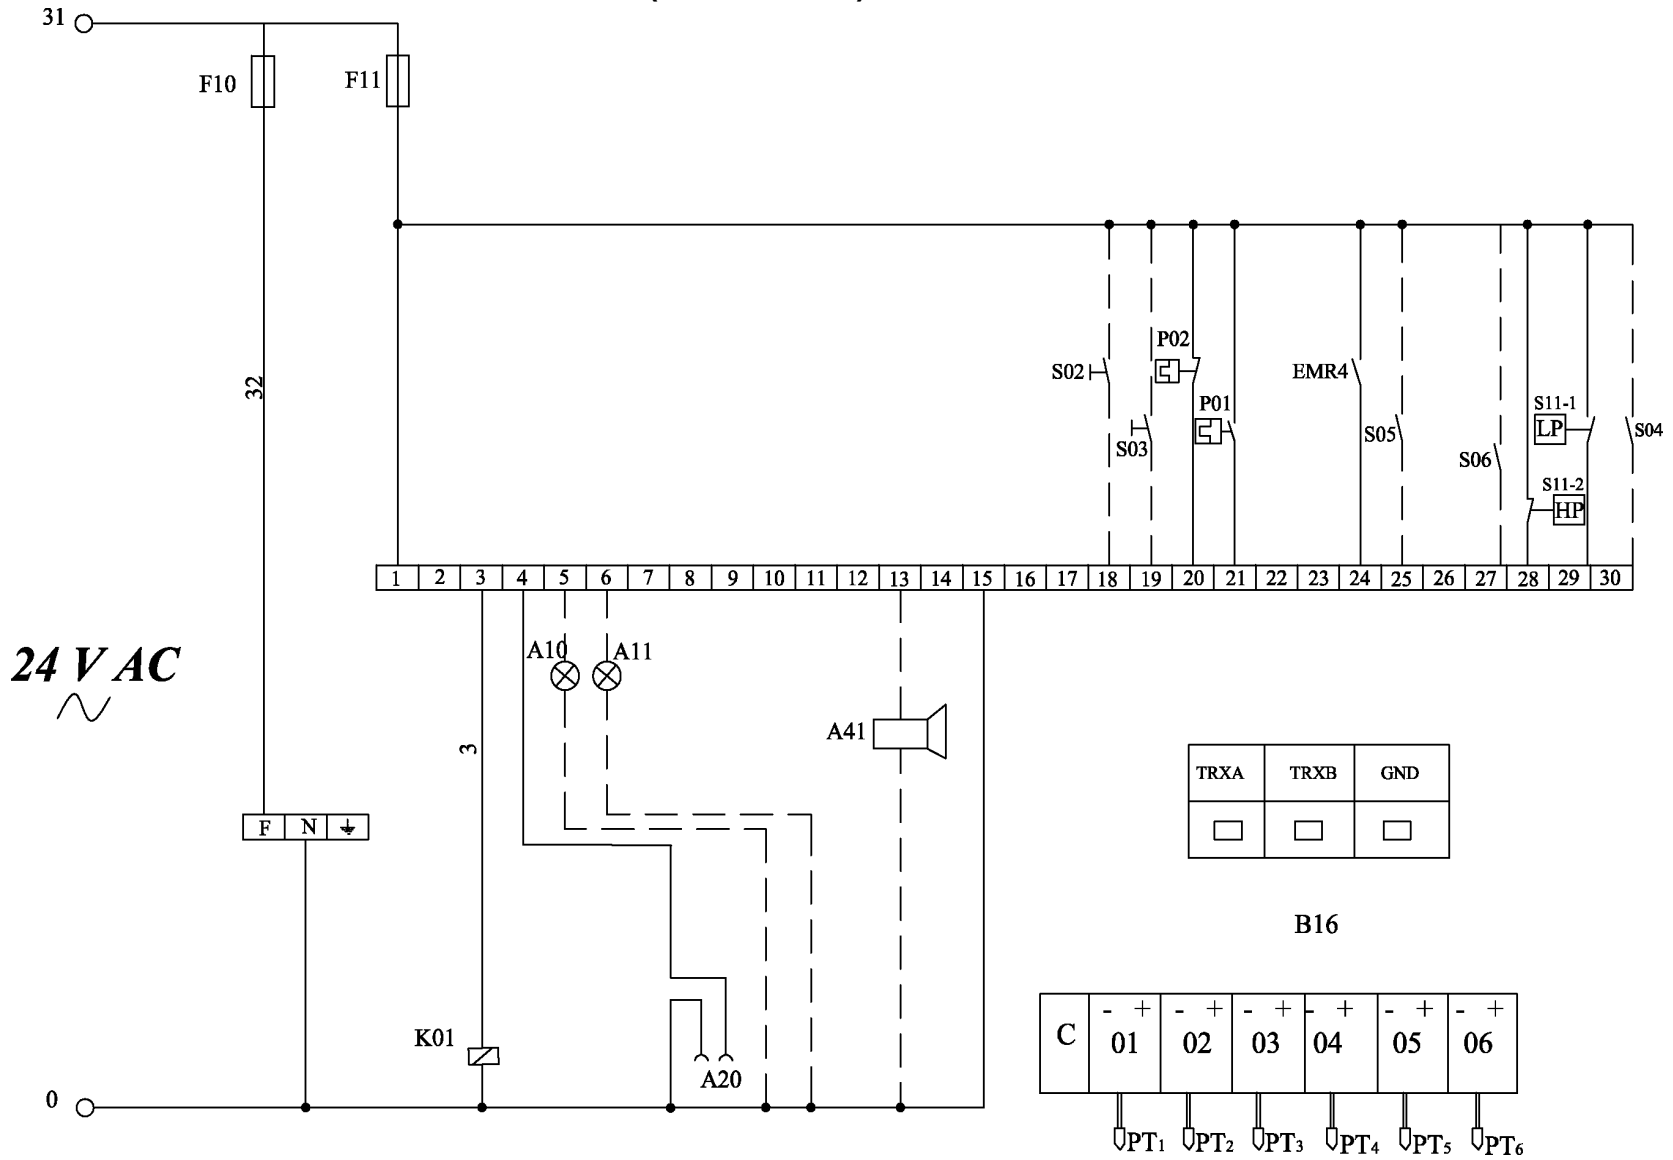 31
F10
F11
32
P02
S02
EMR4
P01
S11-1
LP
S03
S05
S04
S06
S11-2
HP
1 2 3 4 5 6 7 8 9 10 11 12 13 14 15 16 17 18 19 20 21 22 23 24 25 26 27 28 29 30
24 V AC
A10
A11
A41
3
TRXA TRXB GND
F N
B16
C
- + - + - + - + - + - +
01 02 03 04 05 06
K01
A20
0
PT1 PT2 PT3 PT4 PT5 PT6